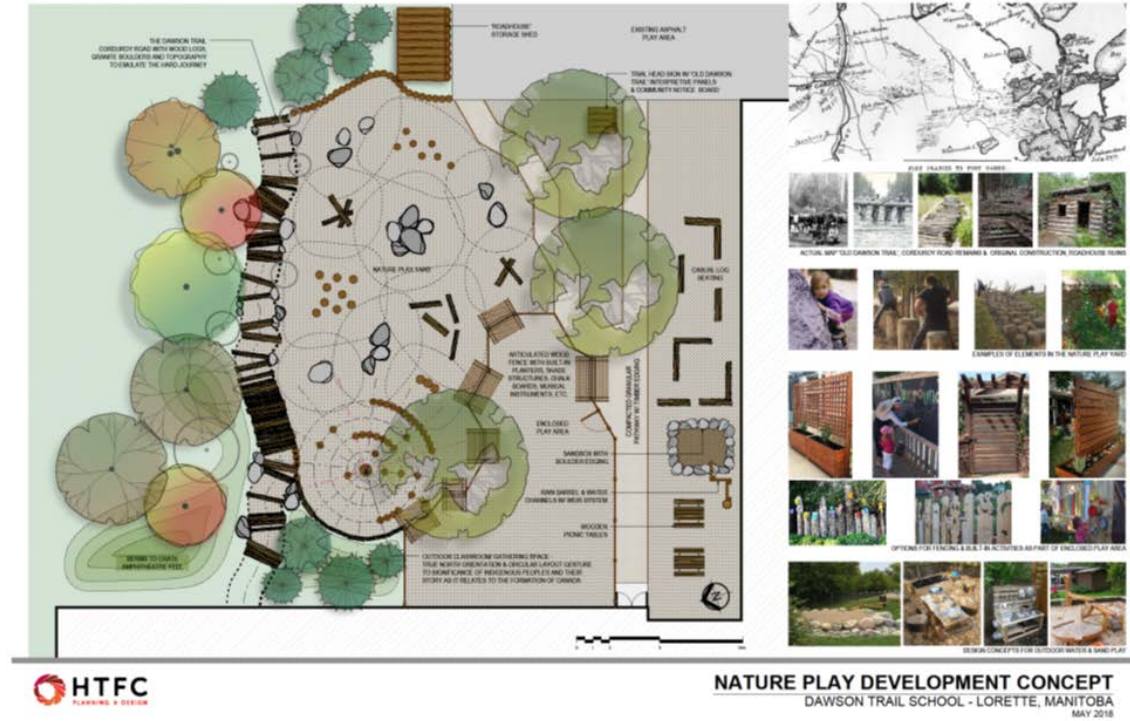 'ROADHOUSE'
STORAGE SHED
EXISTING ASPHALT
PLAY AREA
THE DAWSON TRAIL
CORDUROY ROAD WITH WOOD LOGS,
GRANITE BOULDERS AND TOPOGRAPHY
TO EMULATE THE HARD JOURNEY
TRAIL HEAD SIGN W/ 'OLD DAWSON
TRAIL' INTERPRETIVE PANELS
& COMMUNITY NOTICE BOARD
NATURE PLAY YARD
CASUAL LOG
SEATING
ARTICULATED WOOD
FENCE WITH BUILT-IN
PLANTERS, SHADE
STRUCTURES, CHALK
BOARDS, MUSICAL
INSTRUMENTS, ETC.
COMPACTED GRANULAR
PATHWAY W/ TIMBER EDGING
ENCLOSED
PLAY AREA
SANDBOX WITH
BOULDER EDGING
RAIN BARREL & WATER
CHANNELS W/ WEIR SYSTEM
WOODEN
PICNIC TABLES
BERMS TO CREATE
AMPHITHEATRE FEEL
OUTDOOR CLASSROOM/ GATHERING SPACE -
TRUE NORTH ORIENTATION & CIRCULAR LAYOUT GESTURE
TO SIGNIFICANCE OF INDIGENOUS PEOPLES AND THEIR
STORY AS IT RELATES TO THE FORMATION OF CANADA
FORT FRANCES TO FORT GARRY
ACTUAL MAP 'OLD DAWSON TRAIL', CORDUROY ROAD REMAINS & ORIGINAL CONSTRUCTION, ROADHOUSE RUINS
EXAMPLES OF ELEMENTS IN THE NATURE PLAY YARD
OPTIONS FOR FENCING & BUILT-IN ACTIVITIES AS PART OF ENCLOSED PLAY AREA
DESIGN CONCEPTS FOR OUTDOOR WATER & SAND PLAY
HTFC
PLANNING & DESIGN
NATURE PLAY DEVELOPMENT CONCEPT
DAWSON TRAIL SCHOOL - LORETTE, MANITOBA
MAY 2018